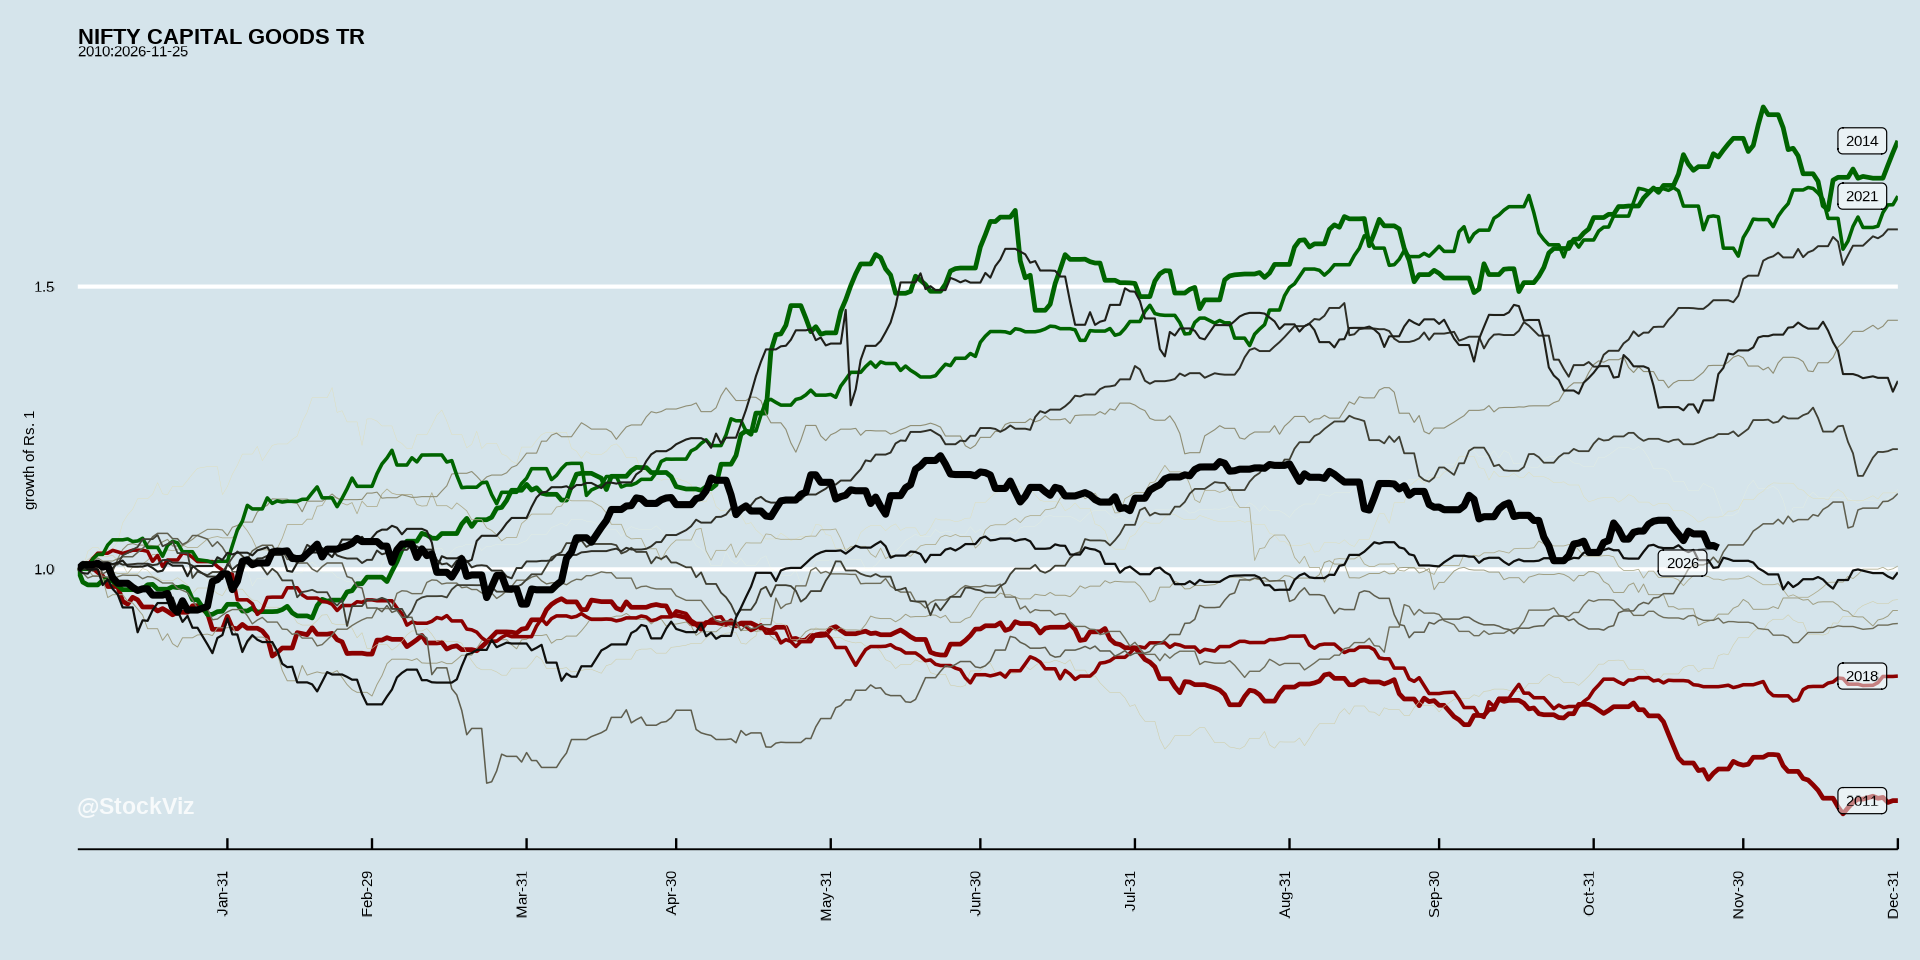 NIFTY CAPITAL GOODS TR
2010:2026-11-25
2014
2021
1.5
growth of Rs. 1
1.0
2026
2018
2011
@StockViz
Jan-31
Feb-29
Mar-31
Apr-30
May-31
Jun-30
Jul-31
Aug-31
Sep-30
Oct-31
Nov-30
Dec-31